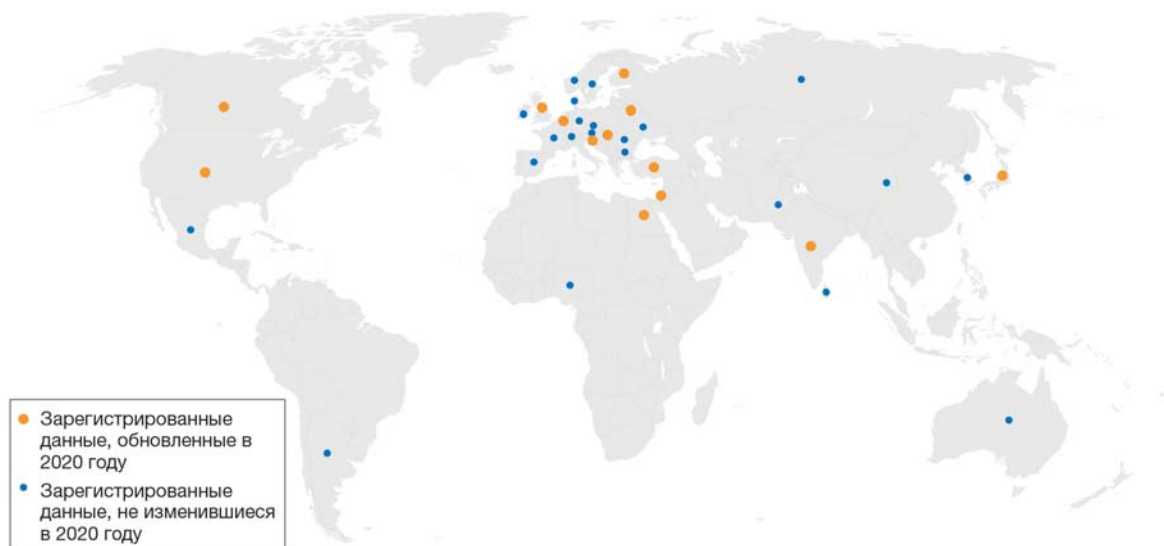 Зарегистрированные
данные, обновленные в
2020 году
Зарегистрированные
данные, не изменившиеся
в 2020 году